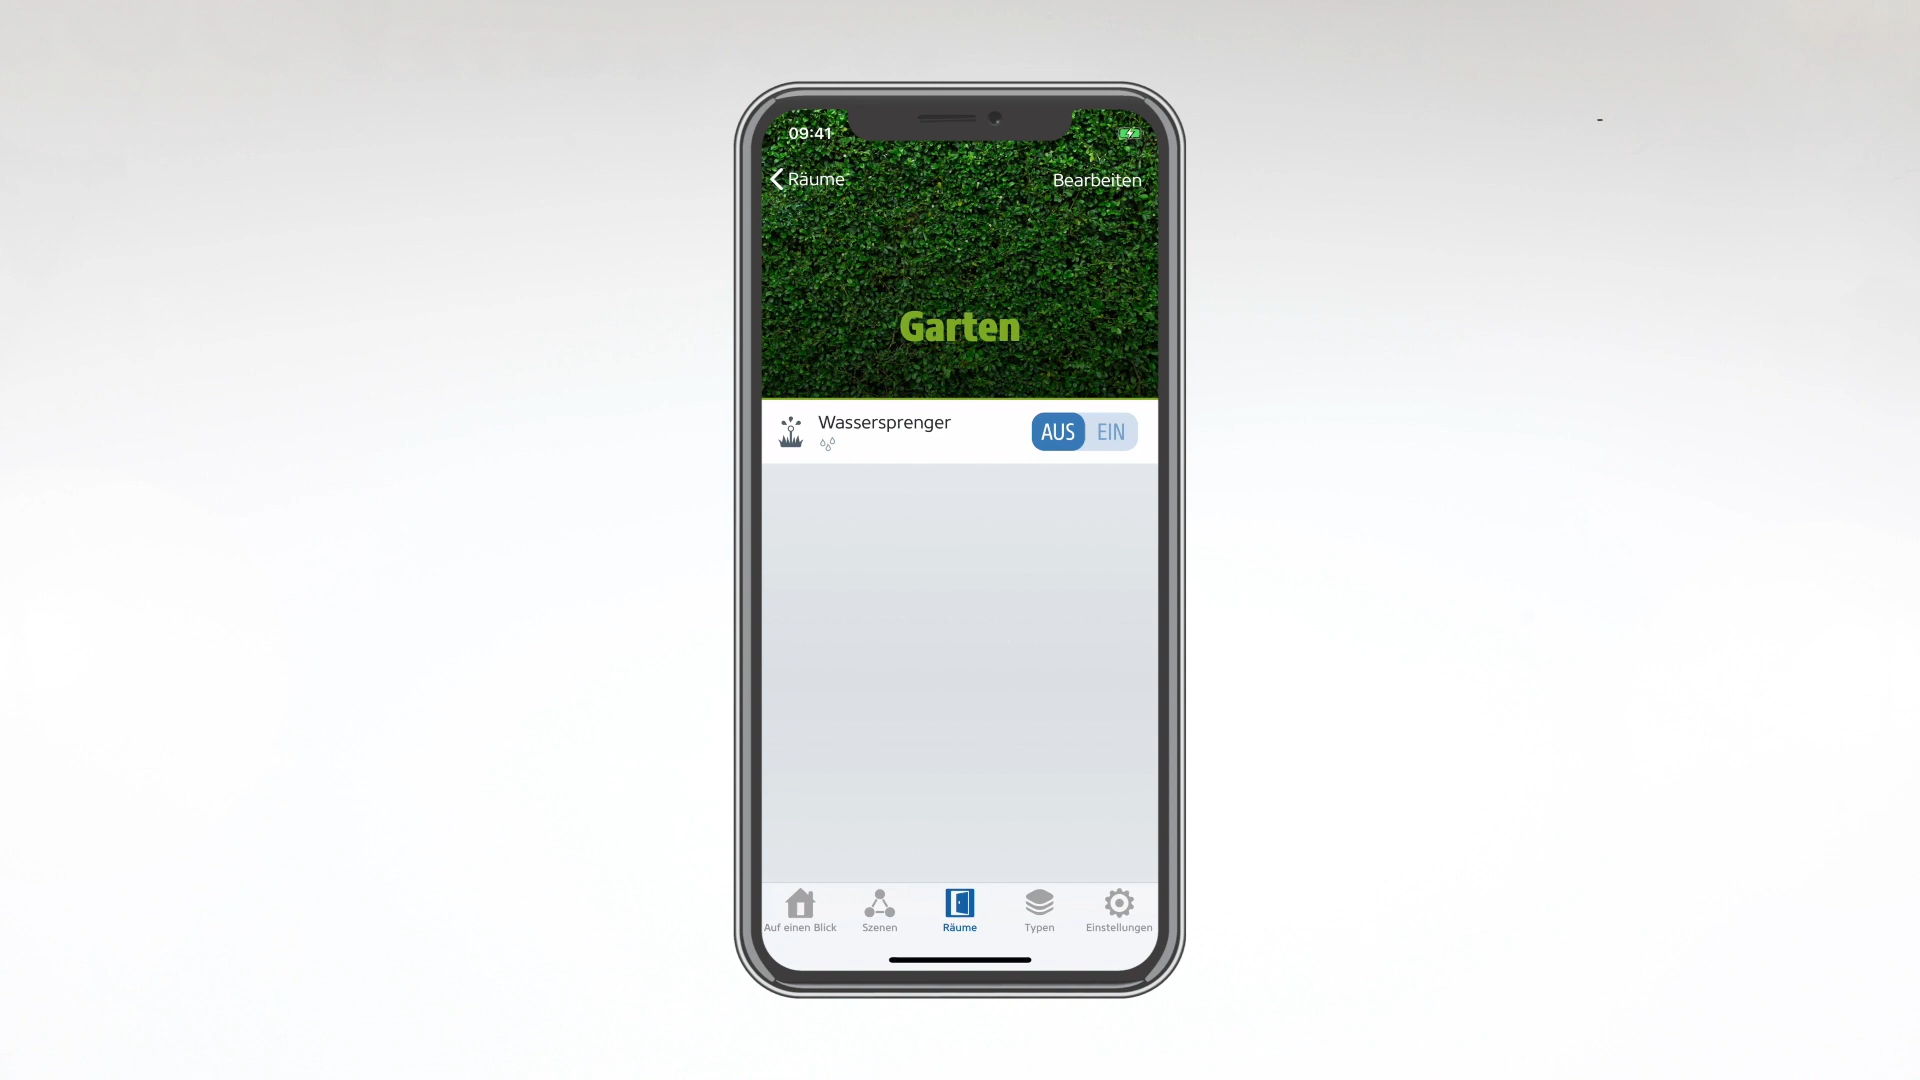 09:41
Räume
Bearbeiten
Garten
Wassersprenger
AUS EIN
Auf einen Blick
Szenen
Räume
Typen
Einstellungen